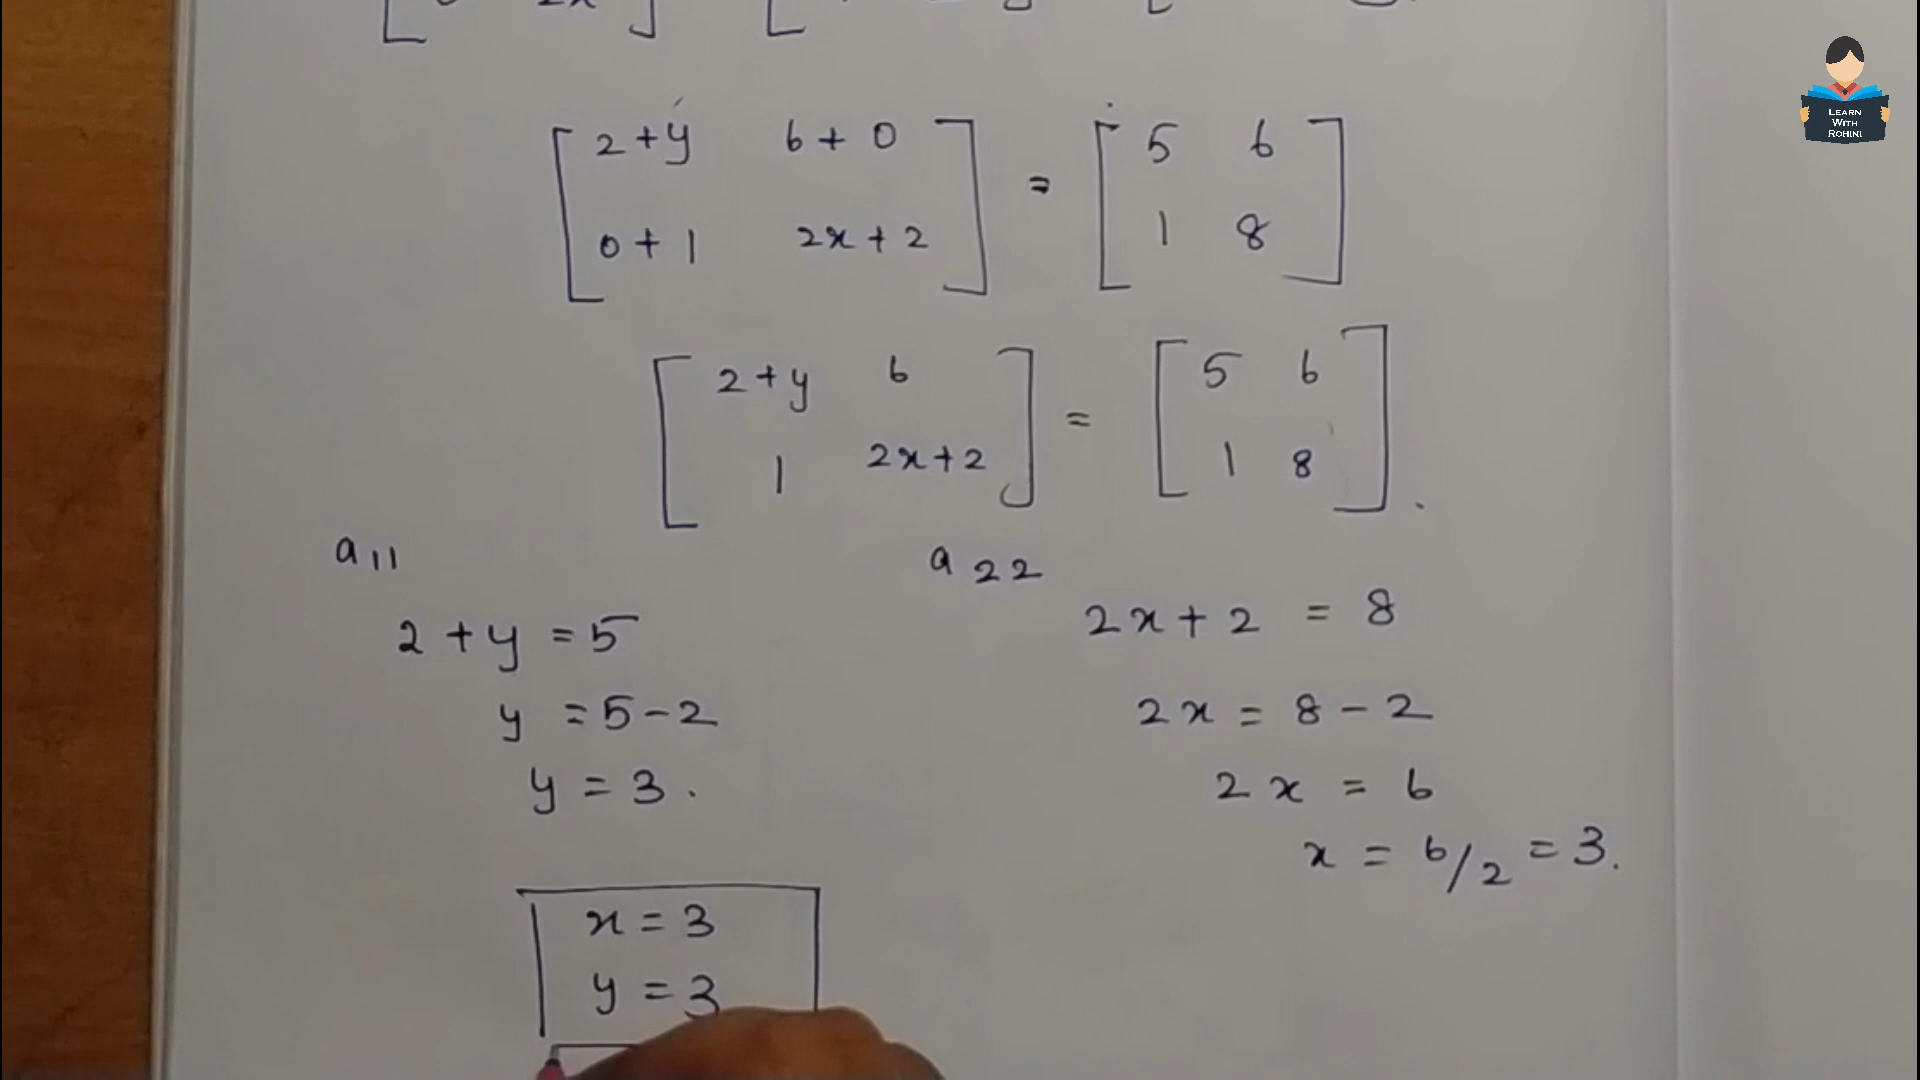 2x
[ 2+y 6+0 ] = [ 5 6 ]
[ 0+1 2x+2 ] [ 1 8 ]
[ 2+y 6 ] = [ 5 6 ]
[ 1 2x+2 ] [ 1 8 ] .
a11
2+y = 5
y = 5-2
y = 3.
a22
2x+2 = 8
2x = 8-2
2x = 6
x = 6/2 = 3.
x = 3
y = 3
LEARN
WITH
ROHINI